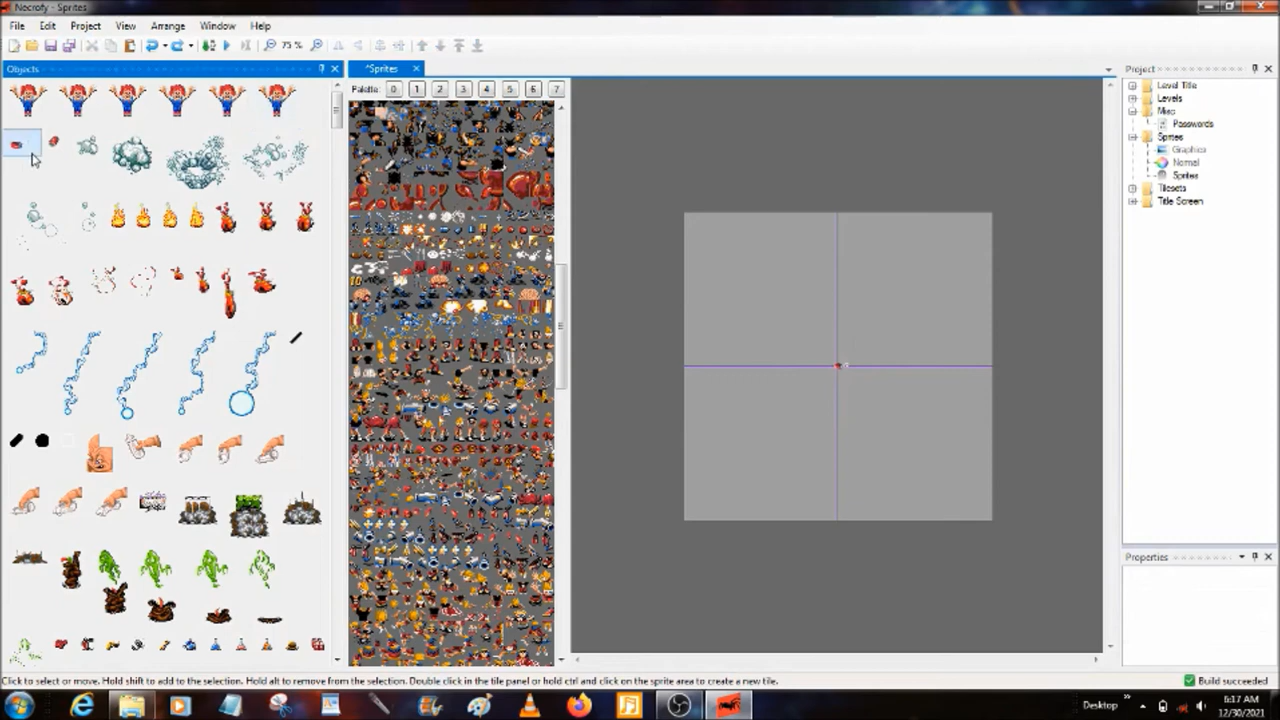 Necrofy - Sprites
File Edit Project View Arrange Window Help
75 %
Objects
*Sprites
Project
Palette: 0 1 2 3 4 5 6 7
Level Title
Levels
Misc
Passwords
Sprites
Graphics
Normal
Sprites
Tilesets
Title Screen
Properties
Click to select or move. Hold shift to add to the selection. Hold alt to remove from the selection. Double click in the tile panel or hold ctrl and click on the sprite area to create a new tile.
Build succeeded
Desktop
6:17 AM
12/30/2021